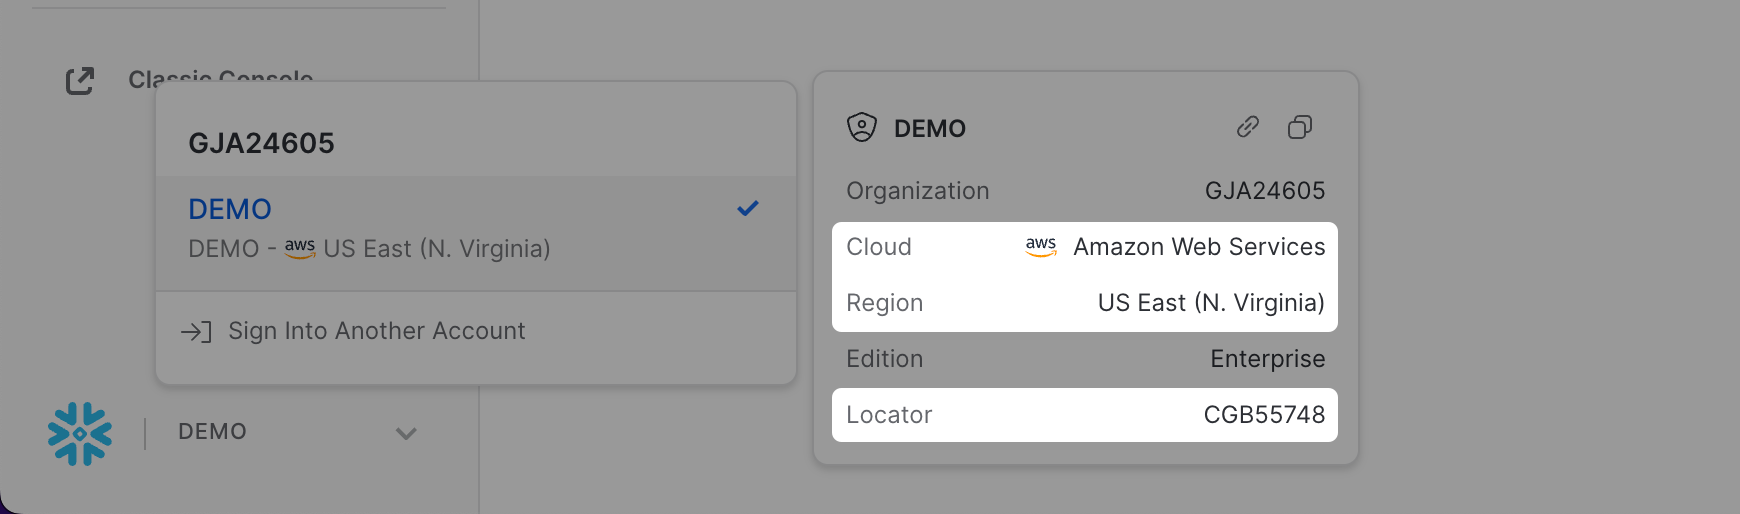 Classic Console
GJA24605
DEMO
DEMO - aws US East (N. Virginia)
Sign Into Another Account
DEMO
DEMO
Organization GJA24605
Cloud aws Amazon Web Services
Region US East (N. Virginia)
Edition Enterprise
Locator CGB55748